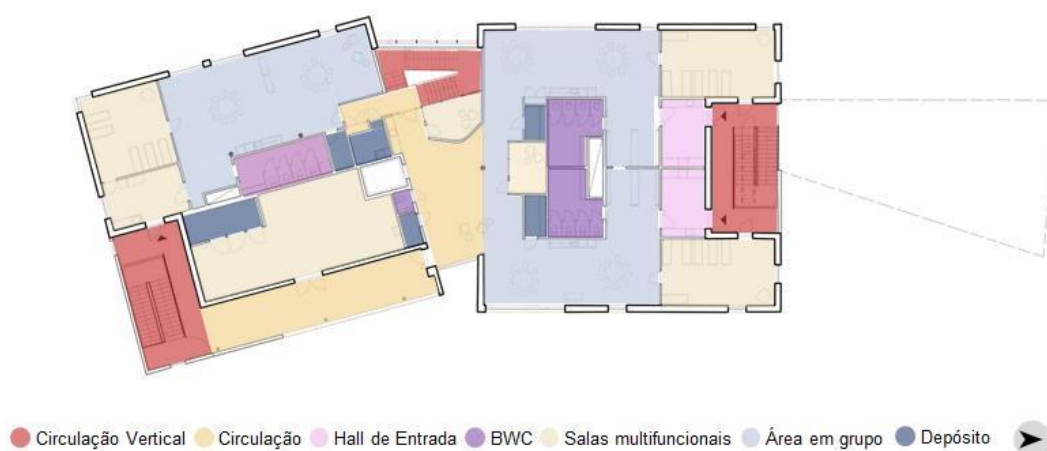 Circulação Vertical Circulação Hall de Entrada BWC Salas multifuncionais Área em grupo Depósito